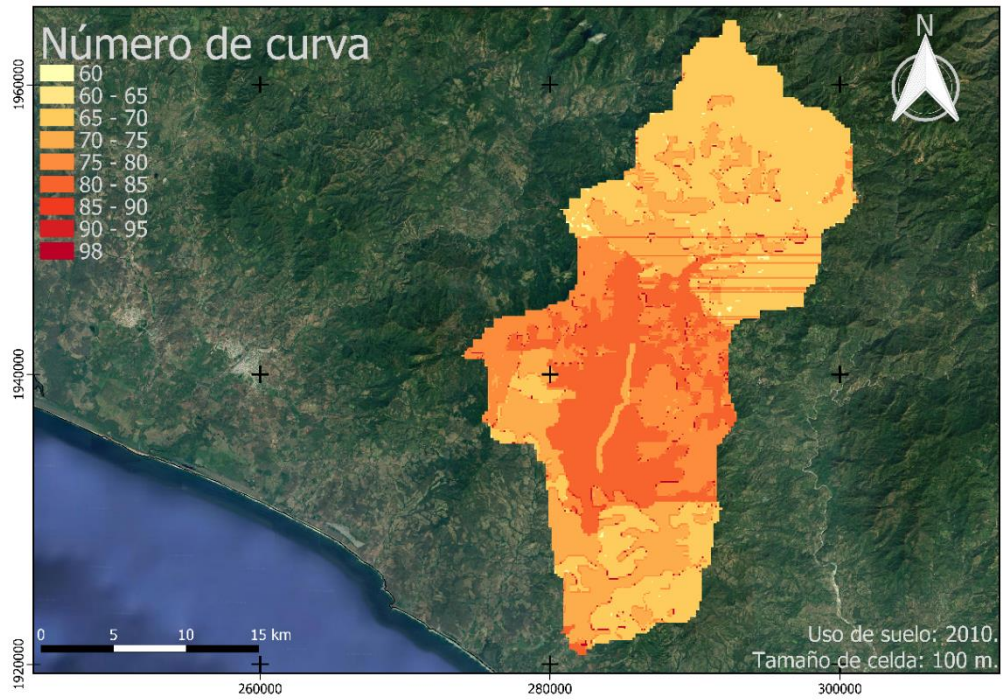 Número de curva
60
60 - 65
65 - 70
70 - 75
75 - 80
80 - 85
85 - 90
90 - 95
98
N
1960000
1940000
1920000
0 5 10 15 km
Uso de suelo: 2010.
Tamaño de celda: 100 m.
260000 280000 300000